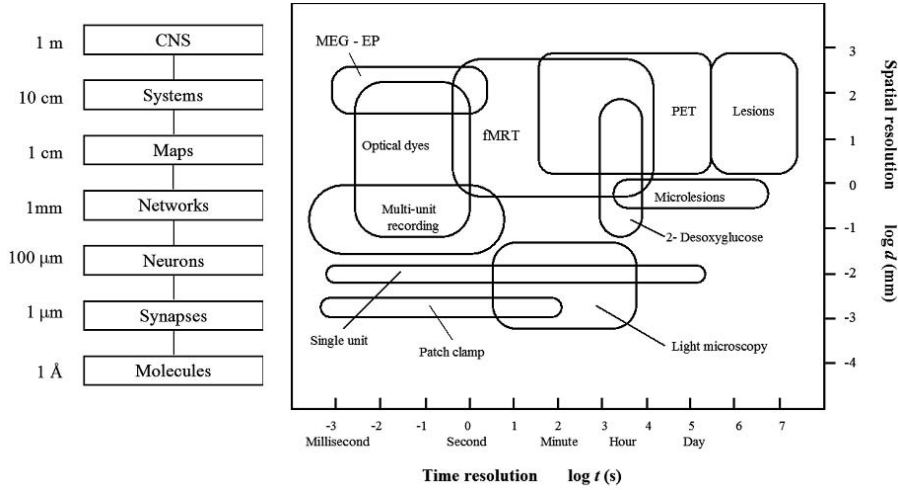 1 m
CNS
10 cm
Systems
1 cm
Maps
1mm
Networks
100 µm
Neurons
1 µm
Synapses
1 Å
Molecules
MEG - EP
Optical dyes
fMRT
PET
Lesions
Multi-unit
recording
Microlesions
2- Desoxyglucose
Single unit
Patch clamp
Light microscopy
3
2
1
0
-1
-2
-3
-4
Spatial resolution log d (mm)
-3 -2 -1 0 1 2 3 4 5 6 7
Millisecond Second Minute Hour Day
Time resolution log t (s)